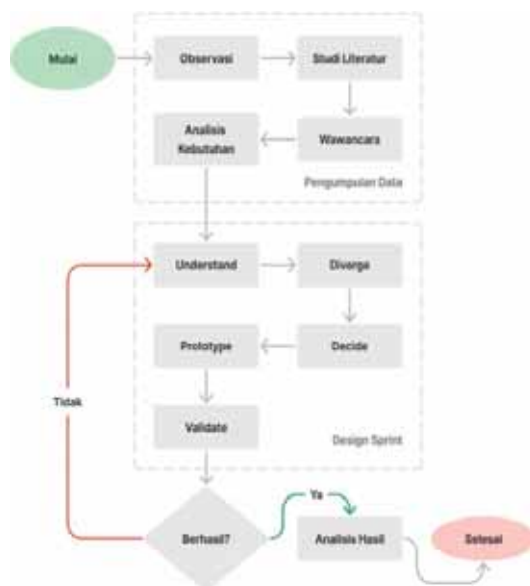 Mulai
Observasi
Studi Literatur
Analisis
Kebutuhan
Wawancara
Pengumpulan Data
Understand
Diverge
Prototype
Decide
Tidak
Validate
Design Sprint
Ya
Berhasil?
Analisis Hasil
Selesai